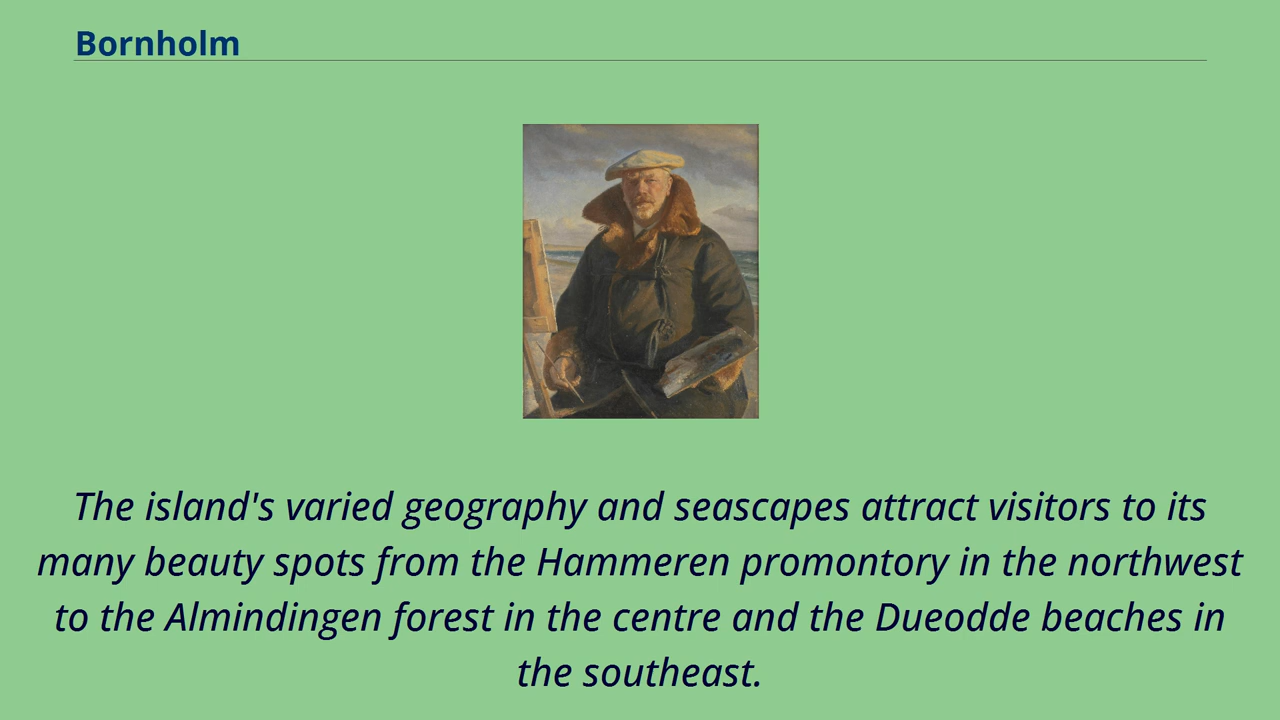 Bornholm
The island's varied geography and seascapes attract visitors to its
many beauty spots from the Hammeren promontory in the northwest
to the Almindingen forest in the centre and the Dueodde beaches in
the southeast.